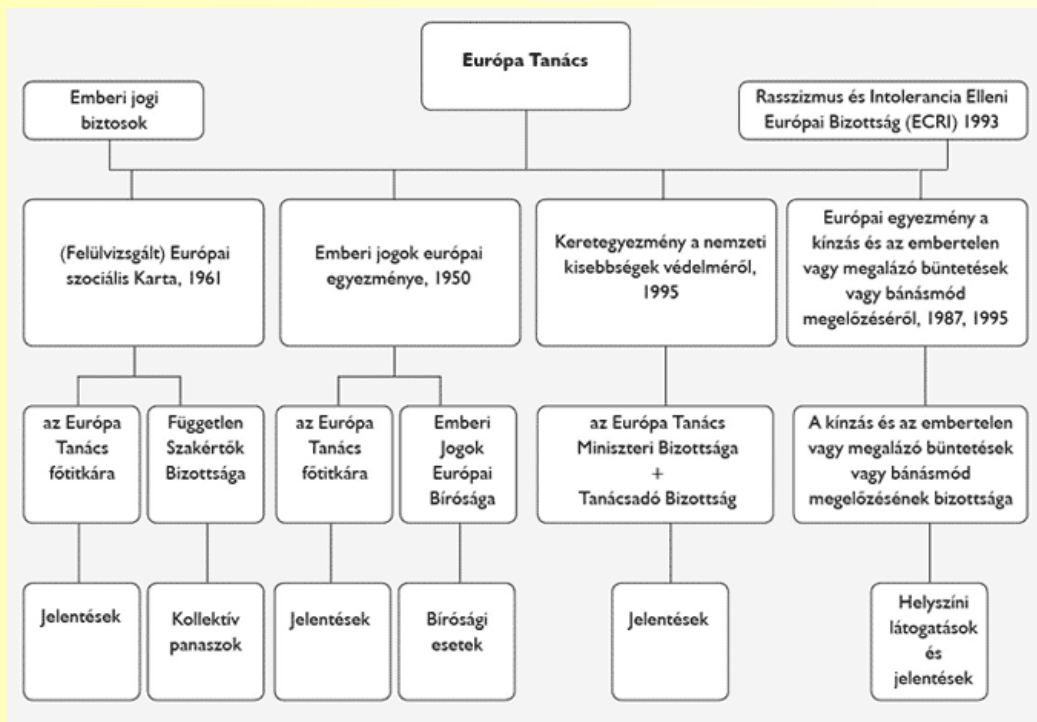 Európa Tanács
Emberi jogi
biztosok
Rasszizmus és Intolerancia Elleni
Európai Bizottság (ECRI) 1993
(Felülvizsgált) Európai
szociális Karta, 1961
Emberi jogok európai
egyezménye, 1950
Keretegyezmény a nemzeti
kisebbségek védelméről,
1995
Európai egyezmény a
kínzás és az embertelen
vagy megalázó büntetések
vagy bánásmód
megelőzéséről, 1987, 1995
az Európa
Tanács
főtitkára
Független
Szakértők
Bizottsága
az Európa
Tanács
főtitkára
Emberi
Jogok
Európai
Bírósága
az Európa Tanács
Miniszteri Bizottsága
+
Tanácsadó Bizottság
A kínzás és az embertelen
vagy megalázó büntetések
vagy bánásmód
megelőzésének bizottsága
Jelentések
Kollektív
panaszok
Jelentések
Bírósági
esetek
Jelentések
Helyszíni
látogatások
és
jelentések